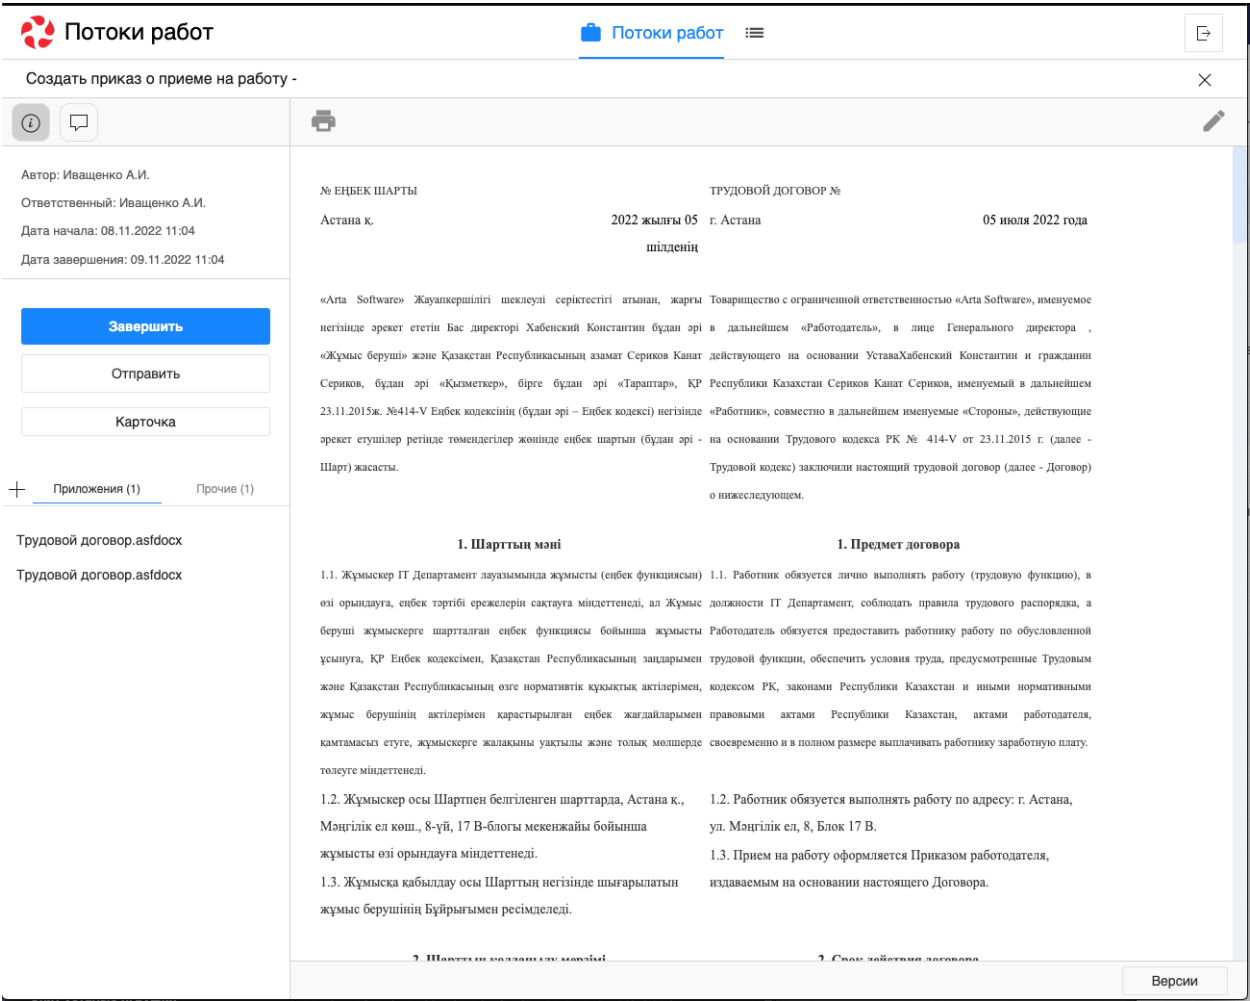 Потоки работ
Потоки работ
Создать приказ о приеме на работу -
Автор: Иващенко А.И.
Ответственный: Иващенко А.И.
Дата начала: 08.11.2022 11:04
Дата завершения: 09.11.2022 11:04
Завершить
Отправить
Карточка
Приложения (1)
Прочие (1)
Трудовой договор.asfdocx
Трудовой договор.asfdocx
№ ЕҢБЕК ШАРТЫ
Астана қ.
2022 жылғы 05
шілденің
«Arta Software» Жауапкершілігі шеклеулі серіктестігі атынан, жарғы
негізінде әрекет ететін Бас директорі Хабенский Константин бұдан әрі
«Жұмыс беруші» және Қазақстан Республикасының азамат Сериков Канат
Сериков, бұдан әрі «Қызметкер», бірге бұдан әрі «Тараптар», ҚР
23.11.2015ж. №414-V Еңбек кодексінің (бұдан әрі – Еңбек кодексі) негізінде
әрекет етушілер ретінде төмендегілер жөнінде еңбек шартын (бұдан әрі -
Шарт) жасасты.
1. Шарттың мәні
1.1. Жұмыскер IT Департамент лауазымында жұмысты (еңбек функциясын)
өзі орындауға, еңбек тәртібі ережелерін сақтауға міндеттенеді, ал Жұмыс
беруші жұмыскерге шартталған еңбек функциясы бойынша жұмысты
ұсынуға, ҚР Еңбек кодексімен, Қазақстан Республикасының заңдарымен
және Қазақстан Республикасының өзге нормативтік құқықтық актілерімен,
жұмыс берушінің актілерімен қарастырылған еңбек жағдайларымен
қамтамасыз етуге, жұмыскерге жалақыны уақтылы және толық мөлшерде
төлеуге міндеттенеді.
1.2. Жұмыскер осы Шартпен белгіленген шарттарда, Астана қ.,
Мәңгілік ел көш., 8-үй, 17 В-блогы мекенжайы бойынша
жұмысты өзі орындауға міндеттенеді.
1.3. Жұмысқа қабылдау осы Шарттың негізінде шығарылатын
жұмыс берушінің Бұйрығымен ресімделеді.
2. Шарттың қолданылу мерзімі
ТРУДОВОЙ ДОГОВОР №
г. Астана
05 июля 2022 года
Товарищество с ограниченной ответственностью «Arta Software», именуемое
в дальнейшем «Работодатель», в лице Генерального директора ,
действующего на основании УставаХабенский Константин и гражданин
Республики Казахстан Сериков Канат Сериков, именуемый в дальнейшем
«Работник», совместно в дальнейшем именуемые «Стороны», действующие
на основании Трудового кодекса РК № 414-V от 23.11.2015 г. (далее -
Трудовой кодекс) заключили настоящий трудовой договор (далее - Договор)
о нижеследующем.
1. Предмет договора
1.1. Работник обязуется лично выполнять работу (трудовую функцию), в
должности IT Департамент, соблюдать правила трудового распорядка, а
Работодатель обязуется предоставить работнику работу по обусловленной
трудовой функции, обеспечить условия труда, предусмотренные Трудовым
кодексом РК, законами Республики Казахстан и иными нормативными
правовыми актами Республики Казахстан, актами работодателя,
своевременно и в полном размере выплачивать работнику заработную плату.
1.2. Работник обязуется выполнять работу по адресу: г. Астана,
ул. Мәңгілік ел, 8, Блок 17 В.
1.3. Прием на работу оформляется Приказом работодателя,
издаваемым на основании настоящего Договора.
2. Срок действия договора
Версии